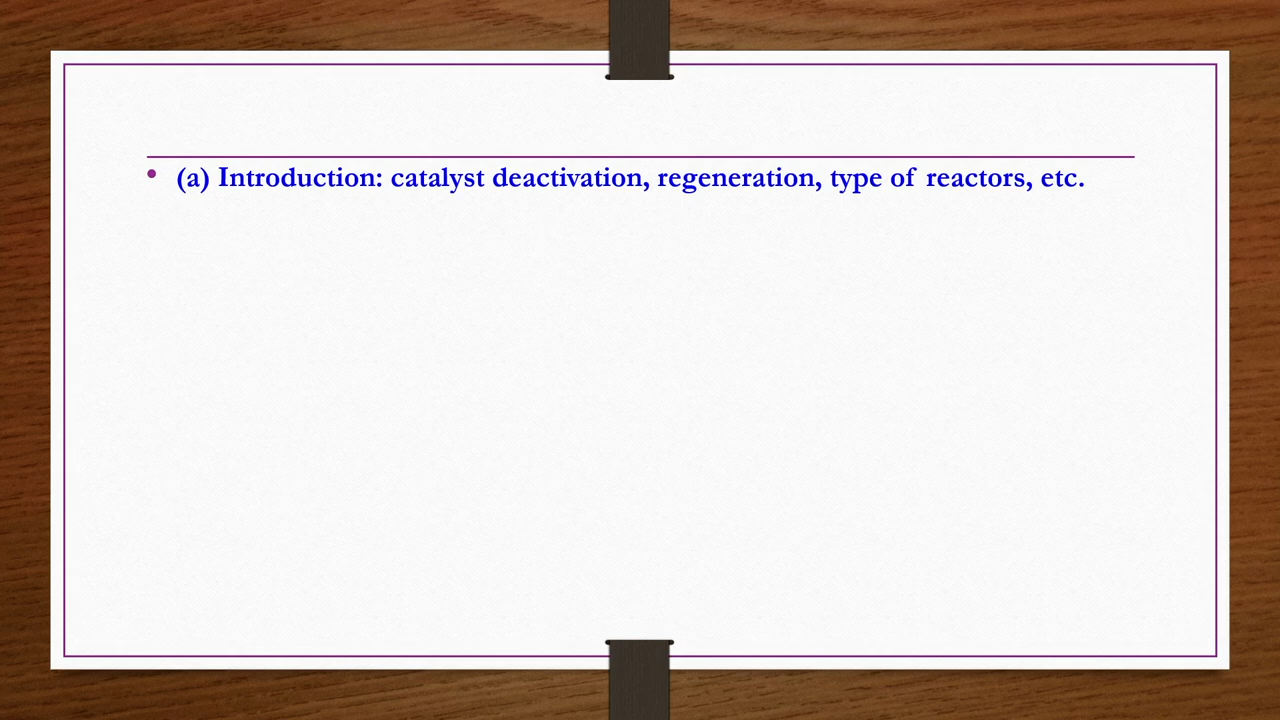 • (a) Introduction: catalyst deactivation, regeneration, type of reactors, etc.